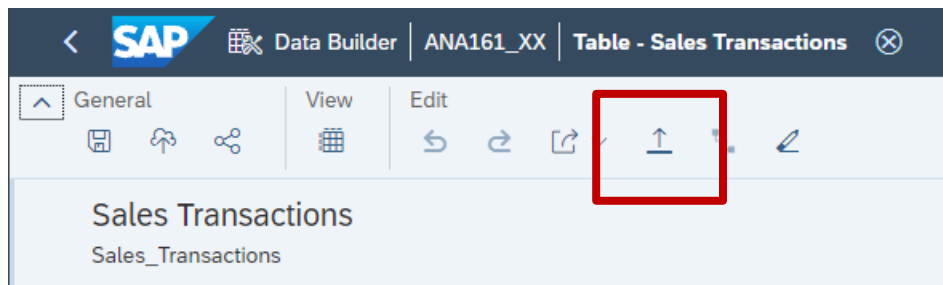 SAP Data Builder ANA161_XX Table - Sales Transactions
General View Edit
Sales Transactions
Sales_Transactions